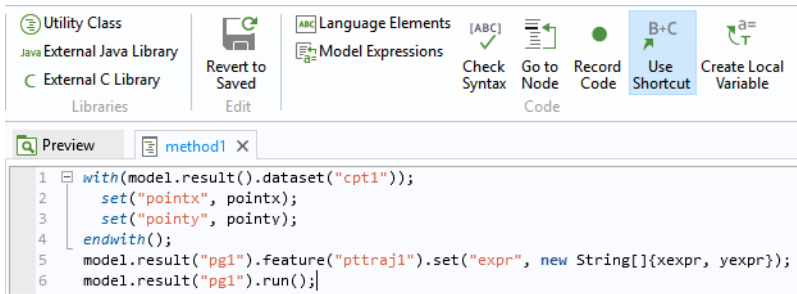 Utility Class
Java External Java Library
C External C Library
Libraries
Revert to
Saved
Edit
ABC Language Elements
a= Model Expressions
[ABC]
Check
Syntax
Go to
Node
Record
Code
B+C
Use
Shortcut
a=
T
Create Local
Variable
Code
Preview
method1
1 with(model.result().dataset("cpt1"));
2 set("pointx", pointx);
3 set("pointy", pointy);
4 endwith();
5 model.result("pg1").feature("pttraj1").set("expr", new String[]{xexpr, yexpr});
6 model.result("pg1").run();